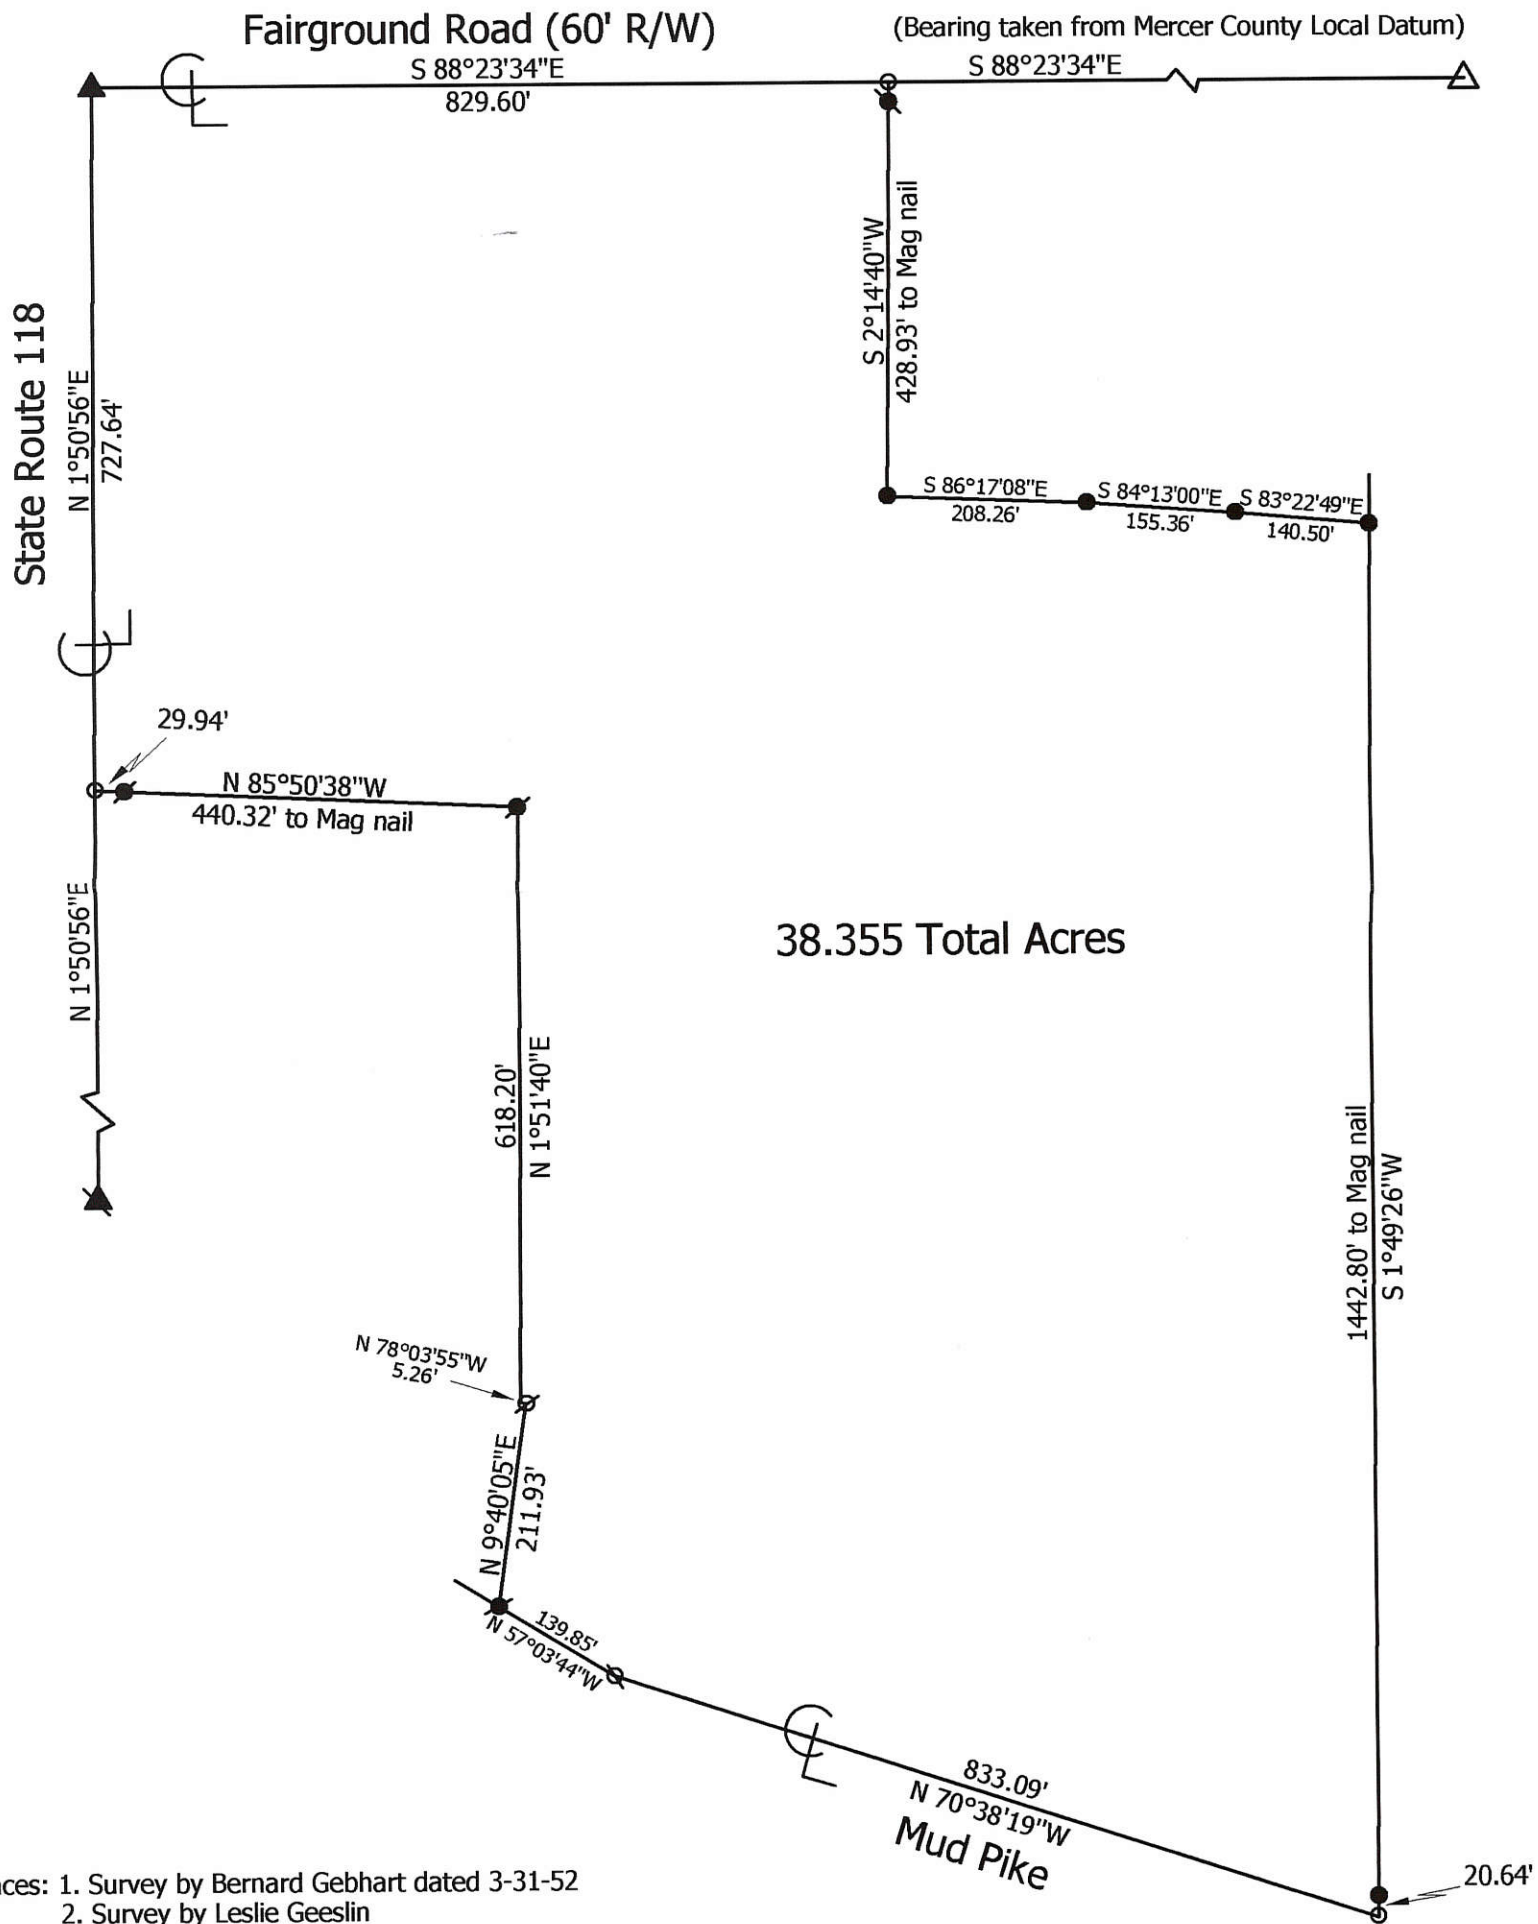 Fairground Road (60' R/W)
(Bearing taken from Mercer County Local Datum)
S 88°23'34"E
829.60'
S 88°23'34"E
State Route 118
N 1°50'56"E
727.64'
S 2°14'40"W
428.93' to Mag nail
S 86°17'08"E
208.26'
S 84°13'00"E
155.36'
S 83°22'49"E
140.50'
29.94'
N 85°50'38"W
440.32' to Mag nail
N 1°50'56"E
38.355 Total Acres
618.20'
N 1°51'40"E
1442.80' to Mag nail
S 1°49'26"W
N 78°03'55"W
5.26'
N 9°40'05"E
211.93'
139.85'
N 57°03'44"W
833.09'
N 70°38'19"W
Mud Pike
20.64'
ces: 1. Survey by Bernard Gebhart dated 3-31-52
2. Survey by Leslie Geeslin